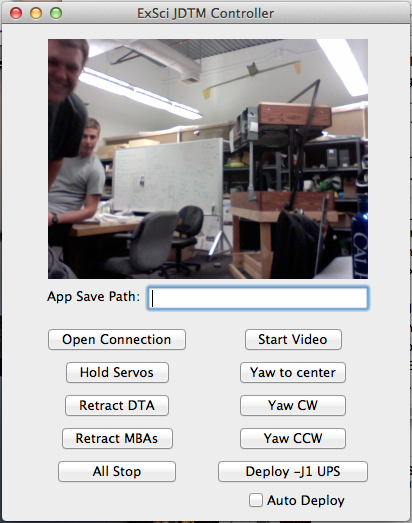 ExSci JDTM Controller
App Save Path:
Open Connection
Start Video
Hold Servos
Yaw to center
Retract DTA
Yaw CW
Retract MBAs
Yaw CCW
All Stop
Deploy -J1 UPS
Auto Deploy